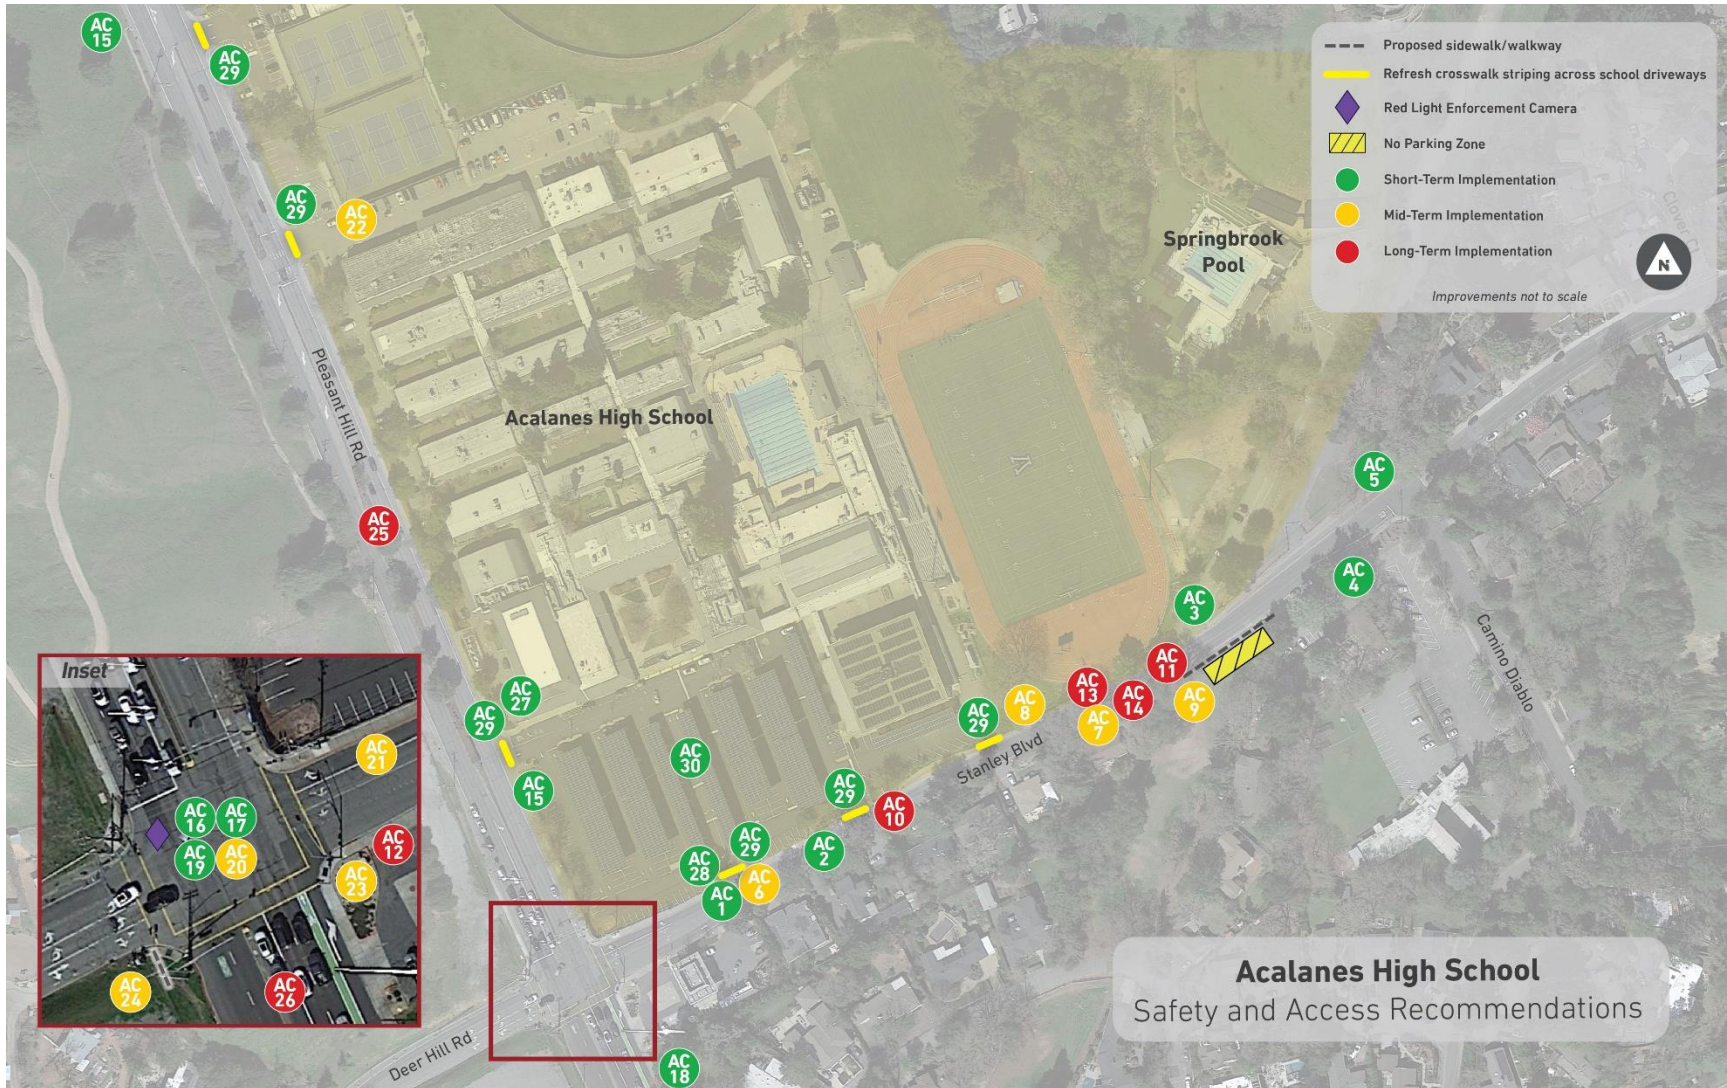 AC
15
AC
29
Proposed sidewalk/walkway
Refresh crosswalk striping across school driveways
Red Light Enforcement Camera
No Parking Zone
Short-Term Implementation
Mid-Term Implementation
Long-Term Implementation
N
Improvements not to scale
Clover Ct
AC
29
AC
22
Springbrook
Pool
Pleasant Hill Rd
Acalanes High School
AC
25
AC
5
AC
4
AC
3
Camino Diablo
AC
11
AC
13
AC
14
AC
9
AC
7
AC
8
AC
29
Stanley Blvd
AC
27
AC
29
AC
30
AC
15
AC
29
AC
10
AC
2
AC
29
AC
28
AC
6
AC
1
Inset
AC
21
AC
16
AC
17
AC
12
AC
19
AC
20
AC
23
AC
24
AC
26
Deer Hill Rd
AC
18
Acalanes High School
Safety and Access Recommendations